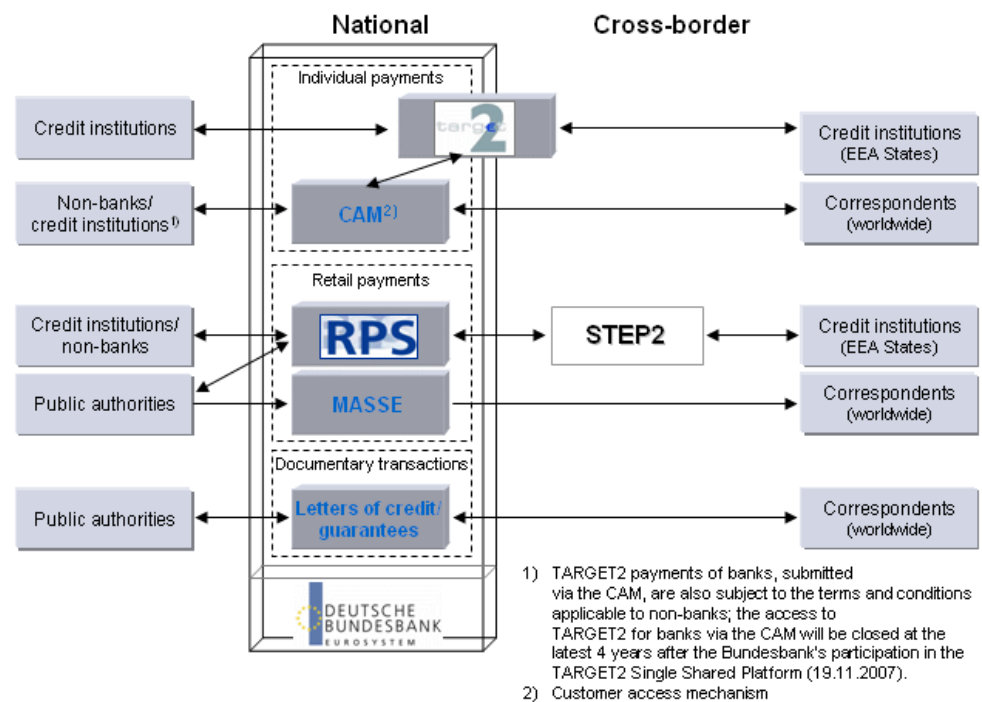 National
Cross-border
Individual payments
Credit institutions
target
2
Credit institutions
(EEA States)
Non-banks/
credit institutions1)
CAM2)
Correspondents
(worldwide)
Retail payments
Credit institutions/
non-banks
RPS
STEP2
Credit institutions
(EEA States)
Public authorities
MASSE
Correspondents
(worldwide)
Documentary transactions
Public authorities
Letters of credit/
guarantees
Correspondents
(worldwide)
DEUTSCHE
BUNDESBANK
EUROSYSTEM
1) TARGET2 payments of banks, submitted
via the CAM, are also subject to the terms and conditions
applicable to non-banks; the access to
TARGET2 for banks via the CAM will be closed at the
latest 4 years after the Bundesbank's participation in the
TARGET2 Single Shared Platform (19.11.2007).
2) Customer access mechanism